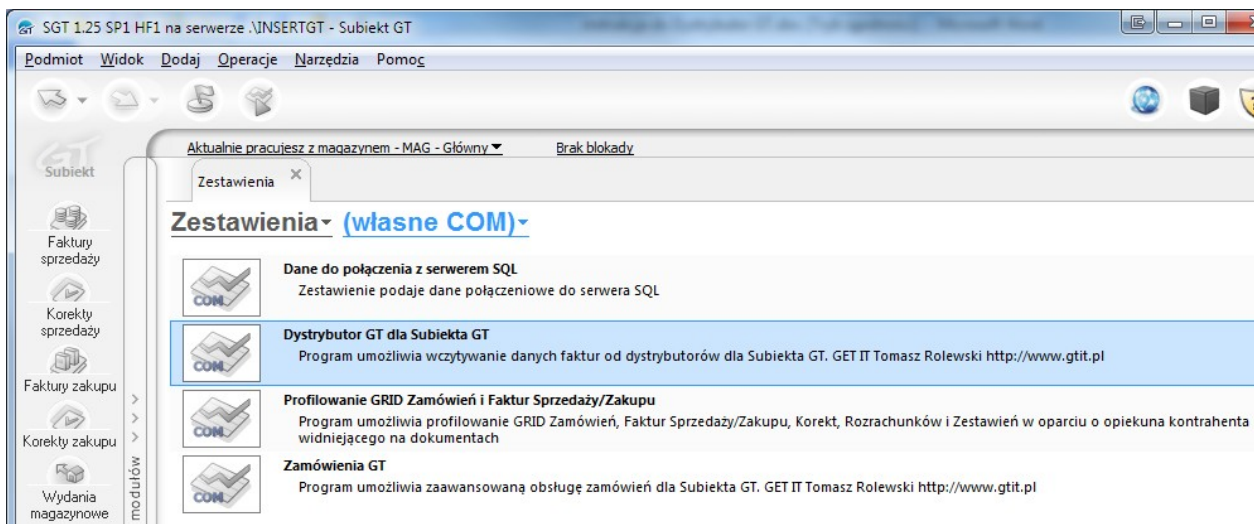 SGT 1.25 SP1 HF1 na serwerze .\INSERTGT - Subiekt GT
Podmiot Widok Dodaj Operacje Narzędzia Pomoc
GT
Subiekt
Aktualnie pracujesz z magazynem - MAG - Główny
Brak blokady
Zestawienia
Zestawienia (własne COM)
Faktury
sprzedaży
Korekty
sprzedaży
Faktury zakupu
Korekty zakupu
Wydania
magazynowe
modułów
COM
Dane do połączenia z serwerem SQL
Zestawienie podaje dane połączeniowe do serwera SQL
COM
Dystrybutor GT dla Subiekta GT
Program umożliwia wczytywanie danych faktur od dystrybutorów dla Subiekta GT. GET IT Tomasz Rolewski http://www.gtit.pl
COM
Profilowanie GRID Zamówień i Faktur Sprzedaży/Zakupu
Program umożliwia profilowanie GRID Zamówień, Faktur Sprzedaży/Zakupu, Korekt, Rozrachunków i Zestawień w oparciu o opiekuna kontrahenta
widniejącego na dokumentach
COM
Zamówienia GT
Program umożliwia zaawansowaną obsługę zamówień dla Subiekta GT. GET IT Tomasz Rolewski http://www.gtit.pl